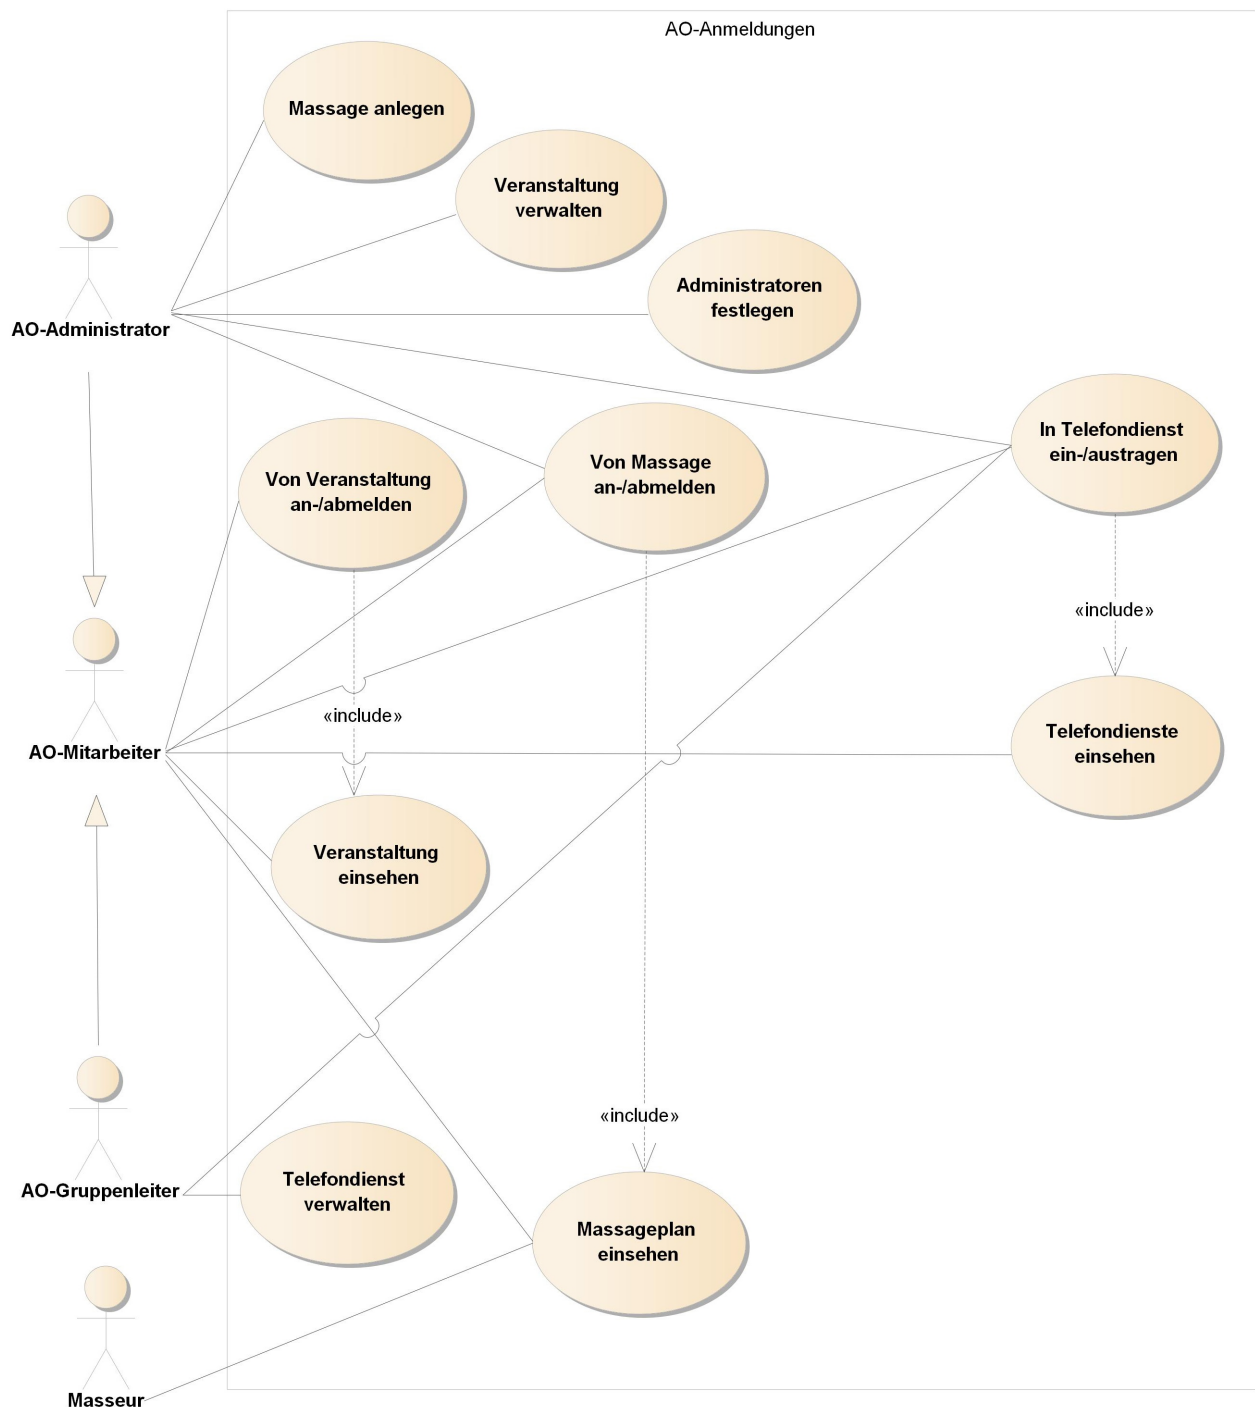 AO-Anmeldungen
Massage anlegen
Veranstaltung
verwalten
Administratoren
festlegen
AO-Administrator
In Telefondienst
ein-/austragen
Von Massage
an-/abmelden
Von Veranstaltung
an-/abmelden
«include»
«include»
Telefondienste
einsehen
AO-Mitarbeiter
Veranstaltung
einsehen
«include»
Telefondienst
verwalten
AO-Gruppenleiter
Massageplan
einsehen
Masseur